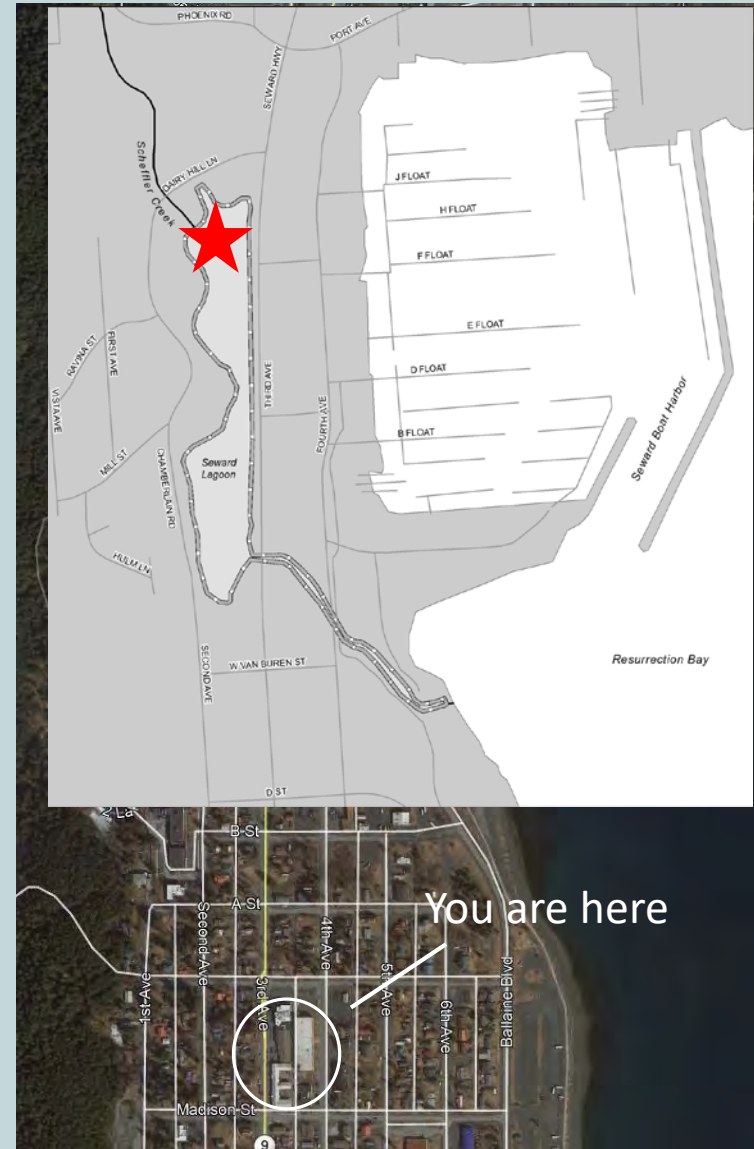 PHOENIX RD
PORT AVE
SEWARD HWY
Scheffler Creek
DAIRY HILL LN
J FLOAT
H FLOAT
F FLOAT
E FLOAT
D FLOAT
B FLOAT
RAVINA ST
FIRST AVE
VISTA AVE
THIRD AVE
FOURTH AVE
MILL ST
CHAMBERLAIN RD
Seward
Lagoon
Seward Boat Harbor
HULM LN
SECOND AVE
W VAN BUREN ST
Resurrection Bay
D ST
B St
A St
You are here
1st Ave
Second Ave
3rd Ave
4th Ave
5th Ave
6th Ave
Ballaine Blvd
Madison St
9